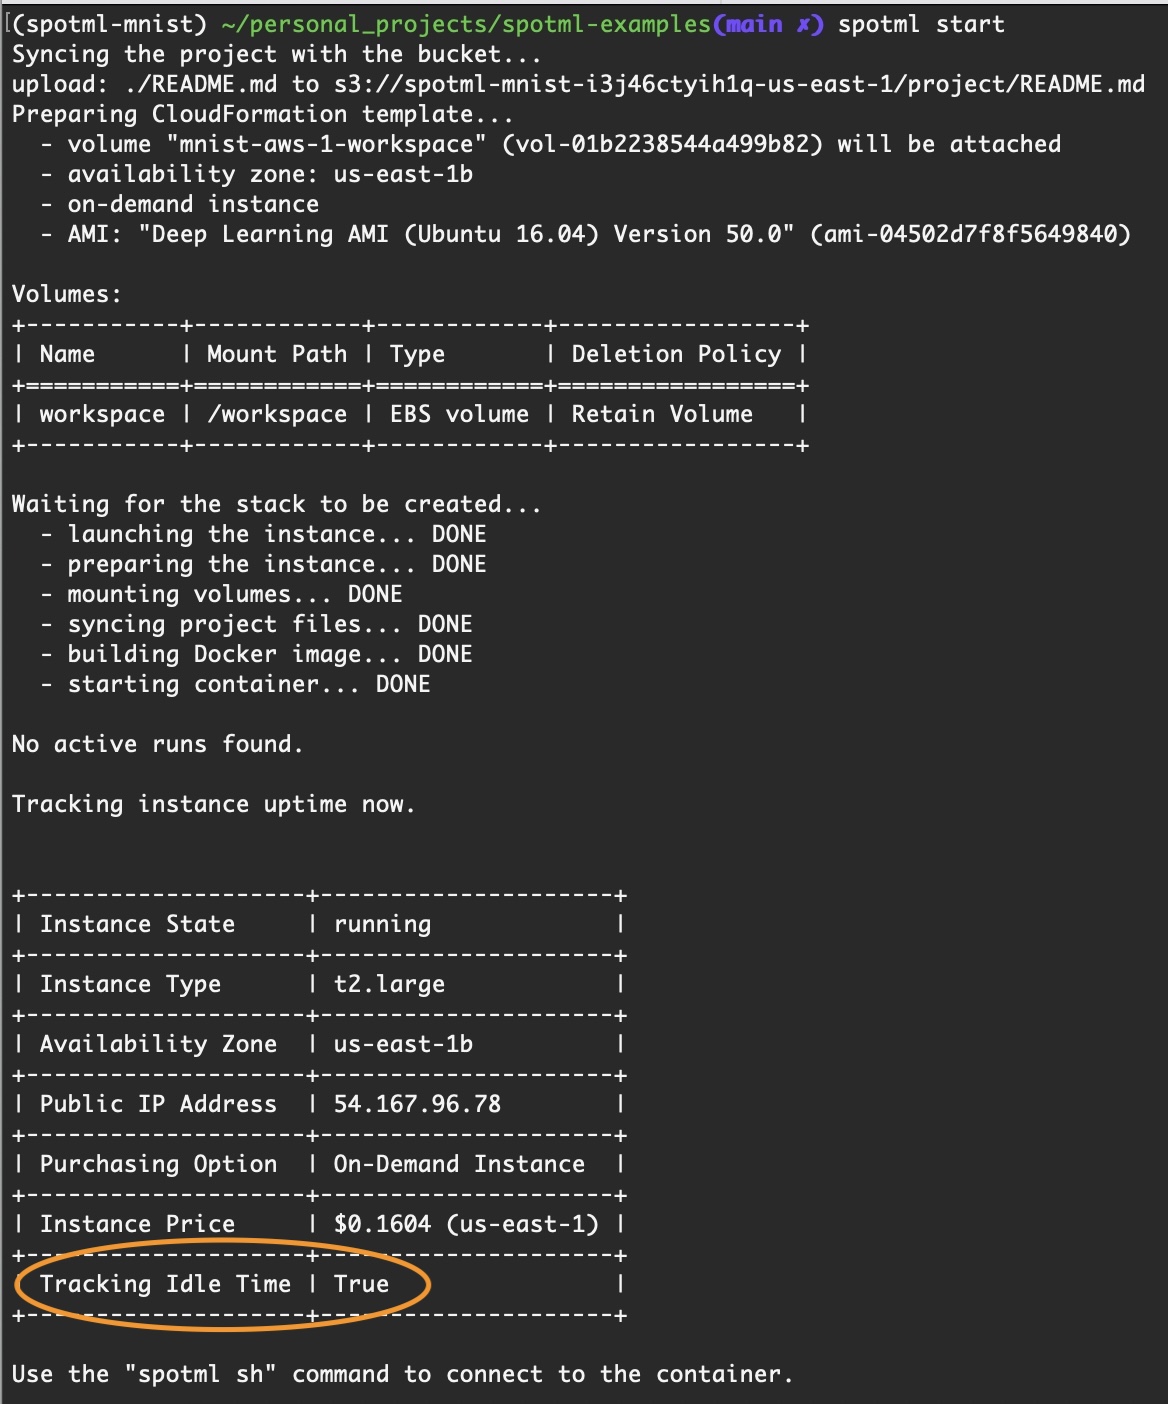 (spotml-mnist) ~/personal_projects/spotml-examples(main ✗) spotml start
Syncing the project with the bucket...
upload: ./README.md to s3://spotml-mnist-i3j46ctyih1q-us-east-1/project/README.md
Preparing CloudFormation template...
  - volume "mnist-aws-1-workspace" (vol-01b2238544a499b82) will be attached
  - availability zone: us-east-1b
  - on-demand instance
  - AMI: "Deep Learning AMI (Ubuntu 16.04) Version 50.0" (ami-04502d7f8f5649840)

Volumes:
+-----------+------------+------------+-----------------+
| Name      | Mount Path | Type       | Deletion Policy |
+===========+============+============+=================+
| workspace | /workspace | EBS volume | Retain Volume   |
+-----------+------------+------------+-----------------+

Waiting for the stack to be created...
  - launching the instance... DONE
  - preparing the instance... DONE
  - mounting volumes... DONE
  - syncing project files... DONE
  - building Docker image... DONE
  - starting container... DONE

No active runs found.

Tracking instance uptime now.

+--------------------+---------------------+
| Instance State     | running             |
+--------------------+---------------------+
| Instance Type      | t2.large            |
+--------------------+---------------------+
| Availability Zone  | us-east-1b          |
+--------------------+---------------------+
| Public IP Address  | 54.167.96.78        |
+--------------------+---------------------+
| Purchasing Option  | On-Demand Instance  |
+--------------------+---------------------+
| Instance Price     | $0.1604 (us-east-1) |
+--------------------+---------------------+
| Tracking Idle Time | True                |
+--------------------+---------------------+

Use the "spotml sh" command to connect to the container.